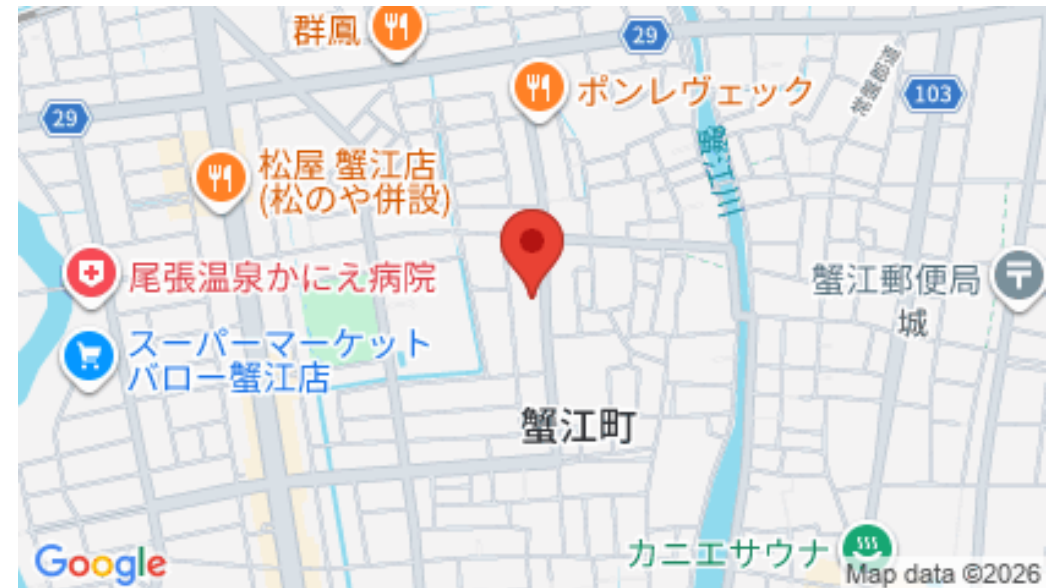 群鳳
29
ポンレヴェック
103
29
松屋 蟹江店
(松のや併設)
蟹江川
尾張温泉かにえ病院
蟹江郵便局
城
スーパーマーケット
バロー蟹江店
蟹江町
カニエサウナ
Google
Map data ©2026